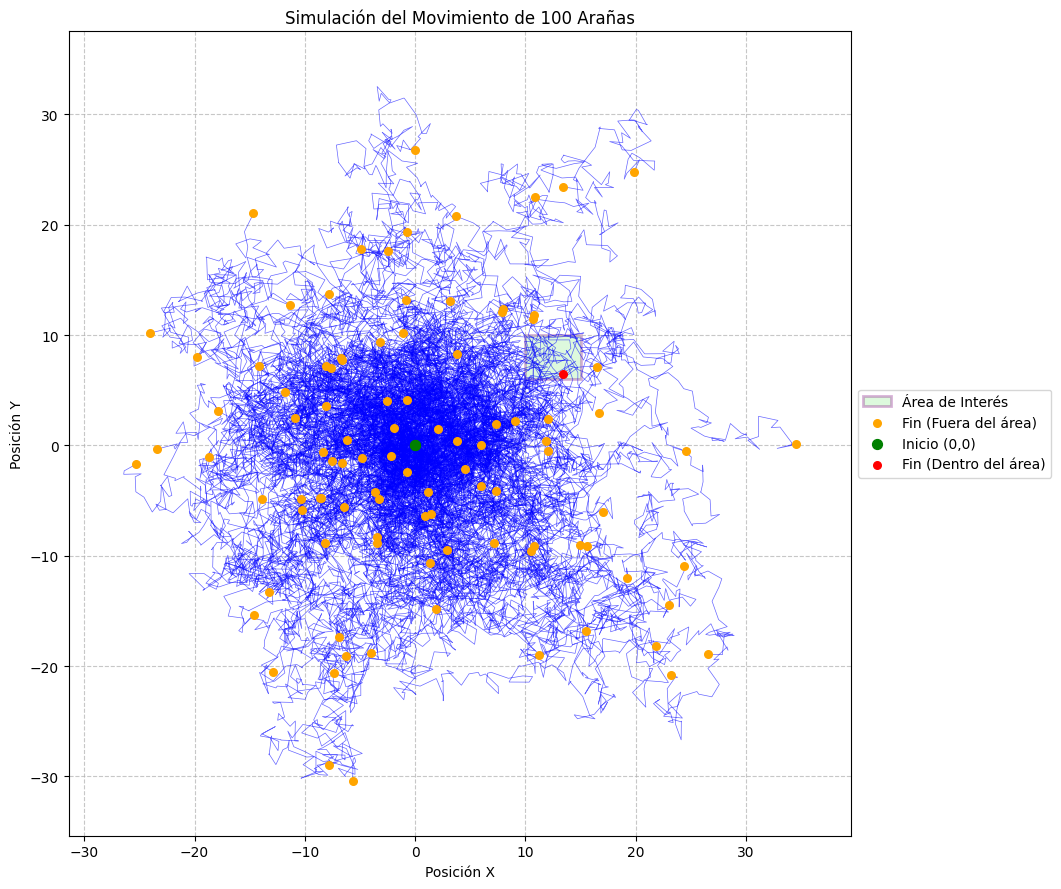 Simulación del Movimiento de 100 Arañas
Posición Y
30
20
10
0
−10
−20
−30
−30
−20
−10
0
10
20
30
Posición X
Área de Interés
Fin (Fuera del área)
Inicio (0,0)
Fin (Dentro del área)